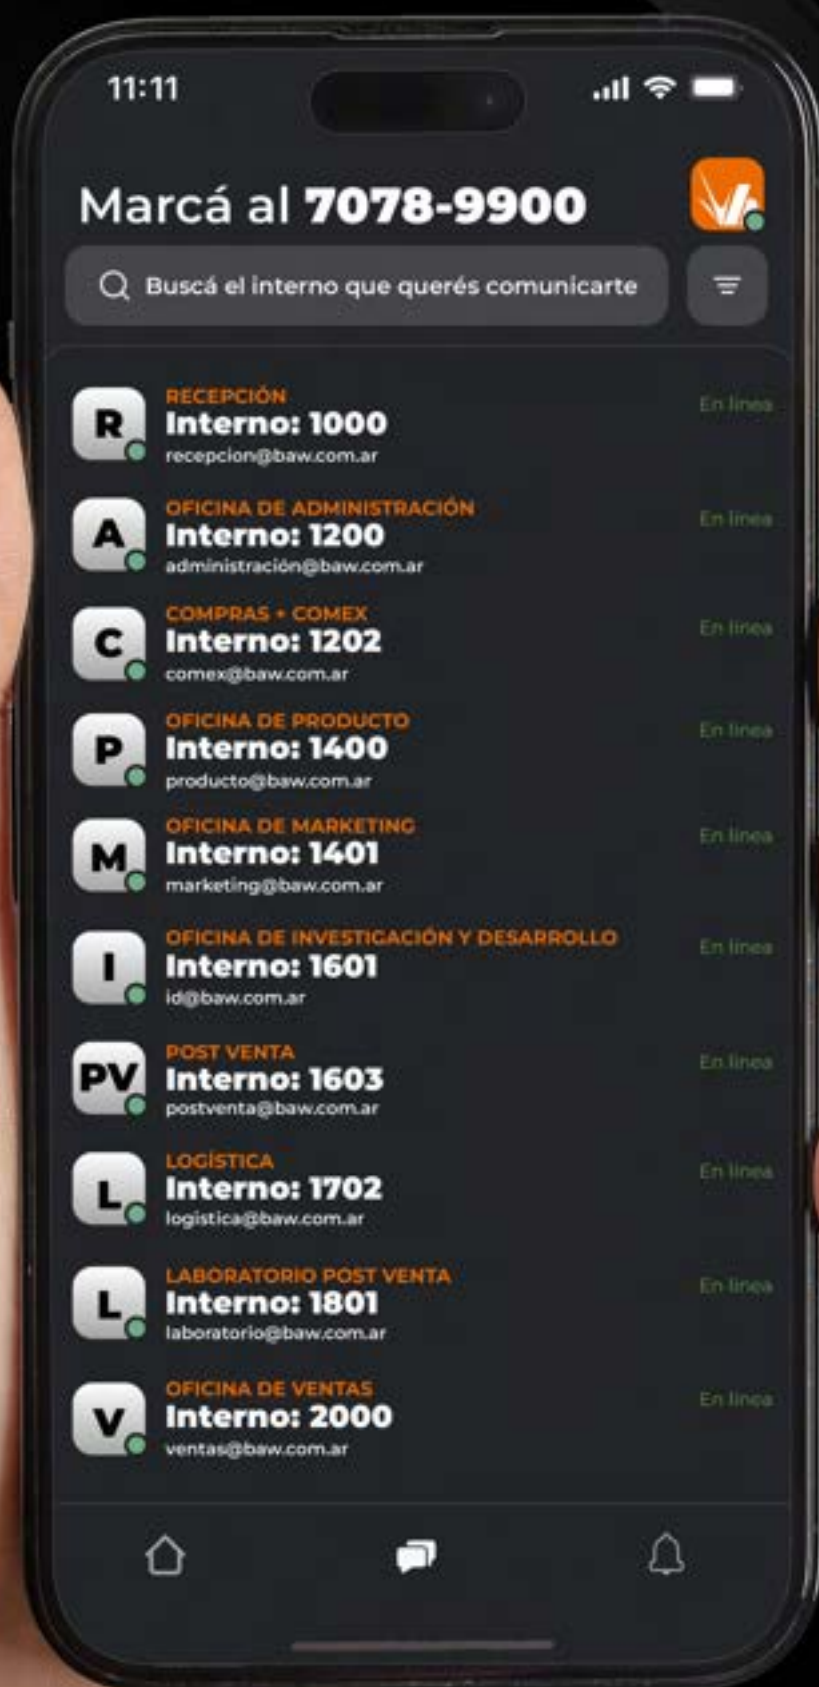 11:11
Marcá al 7078-9900
Buscá el interno que querés comunicarte
R
RECEPCIÓN
En linea
Interno: 1000
recepcion@baw.com.ar
A
OFICINA DE ADMINISTRACIÓN
En linea
Interno: 1200
administración@baw.com.ar
C
COMPRAS + COMEX
En linea
Interno: 1202
comex@baw.com.ar
P
OFICINA DE PRODUCTO
En linea
Interno: 1400
producto@baw.com.ar
M
OFICINA DE MARKETING
En linea
Interno: 1401
marketing@baw.com.ar
I
OFICINA DE INVESTIGACIÓN Y DESARROLLO
En linea
Interno: 1601
id@baw.com.ar
PV
POST VENTA
En linea
Interno: 1603
postventa@baw.com.ar
L
LOGÍSTICA
En linea
Interno: 1702
logistica@baw.com.ar
L
LABORATORIO POST VENTA
En linea
Interno: 1801
laboratorio@baw.com.ar
V
OFICINA DE VENTAS
En linea
Interno: 2000
ventas@baw.com.ar